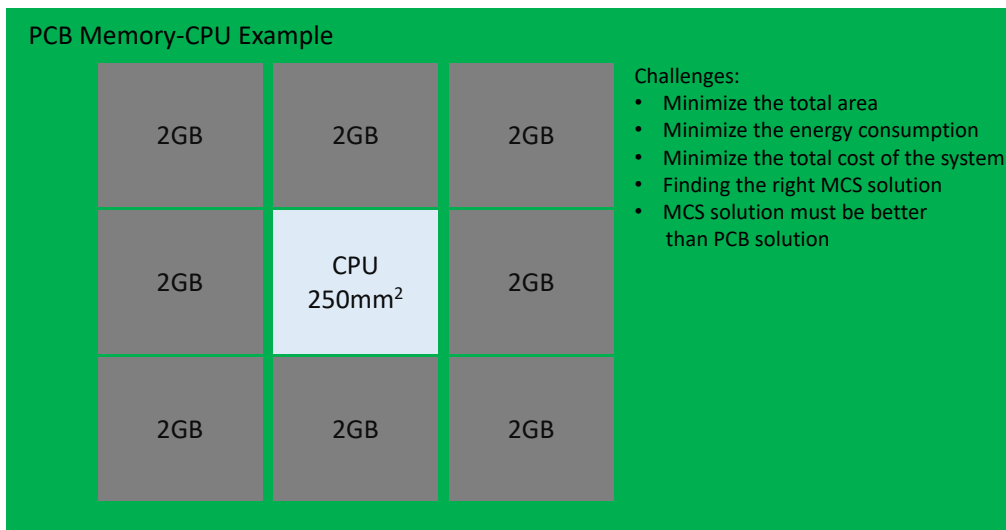 PCB Memory-CPU Example
2GB
2GB
2GB
2GB
CPU
250mm²
2GB
2GB
2GB
2GB
Challenges:
• Minimize the total area
• Minimize the energy consumption
• Minimize the total cost of the system
• Finding the right MCS solution
• MCS solution must be better
than PCB solution